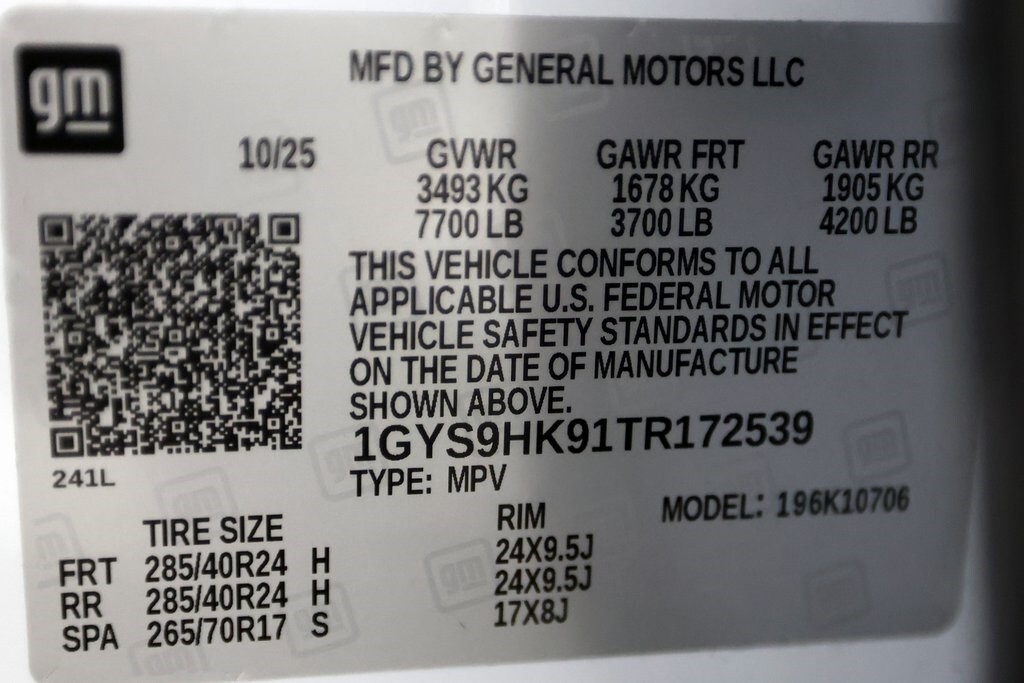 gm
MFD BY GENERAL MOTORS LLC
10/25 GVWR GAWR FRT GAWR RR
3493 KG 1678 KG 1905 KG
7700 LB 3700 LB 4200 LB
THIS VEHICLE CONFORMS TO ALL
APPLICABLE U.S. FEDERAL MOTOR
VEHICLE SAFETY STANDARDS IN EFFECT
ON THE DATE OF MANUFACTURE
SHOWN ABOVE.
1GYS9HK91TR172539
241L
TYPE: MPV
MODEL: 196K10706
TIRE SIZE RIM
FRT 285/40R24 H 24X9.5J
RR 285/40R24 H 24X9.5J
SPA 265/70R17 S 17X8J